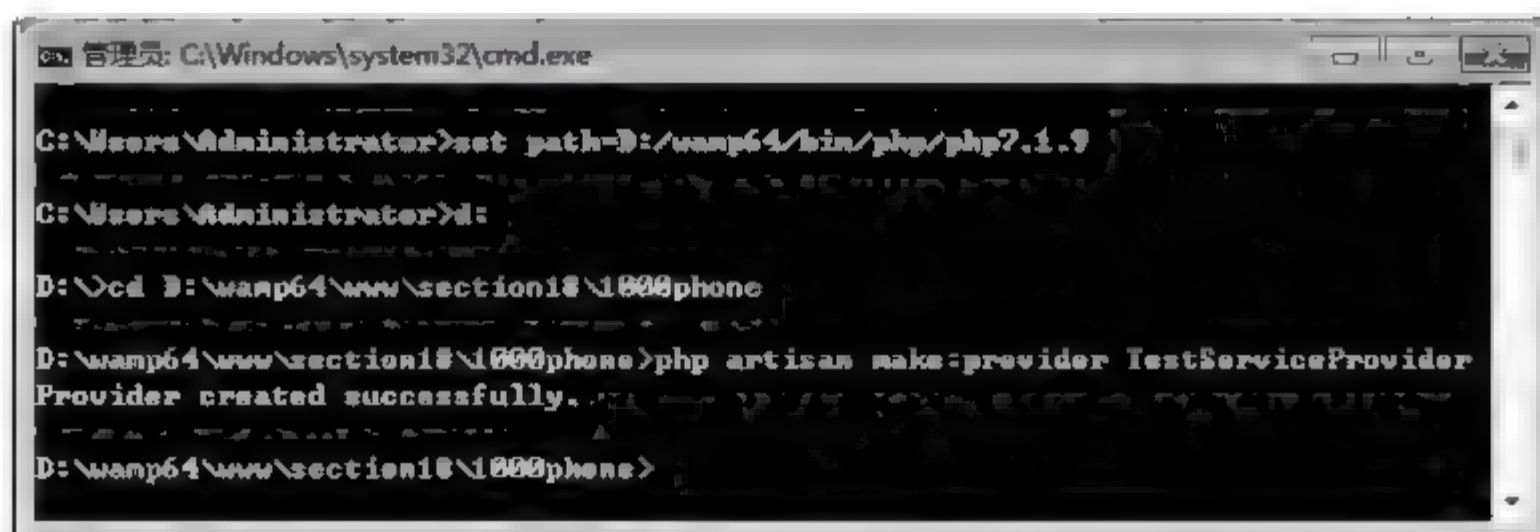 管理员: C:\Windows\system32\cmd.exe
C:\Users\Administrator>set path=D:/wamp64/bin/php/php7.1.9
C:\Users\Administrator>d:
D:\>cd D:\wamp64\www\section18\1000phone
D:\wamp64\www\section18\1000phone>php artisan make:provider TestServiceProvider
Provider created successfully.
D:\wamp64\www\section18\1000phone>